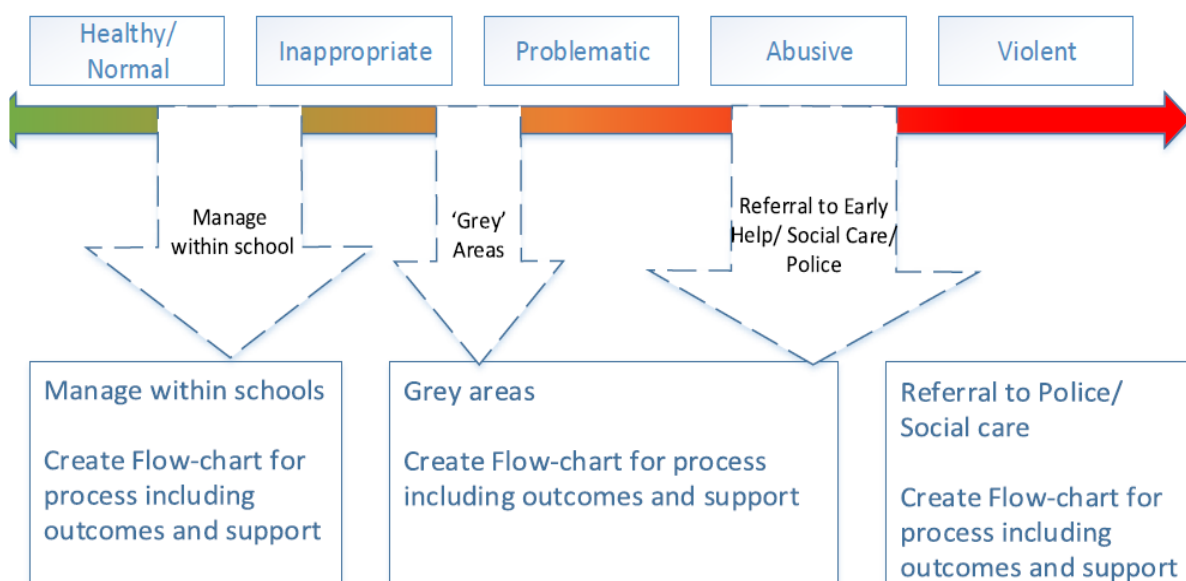 Healthy/
Normal
Inappropriate
Problematic
Abusive
Violent
Manage
within school
‘Grey’
Areas
Referral to Early
Help/ Social Care/
Police
Manage within schools
Create Flow-chart for
process including
outcomes and support
Grey areas
Create Flow-chart for process
including outcomes and support
Referral to Police/
Social care
Create Flow-chart for
process including
outcomes and support